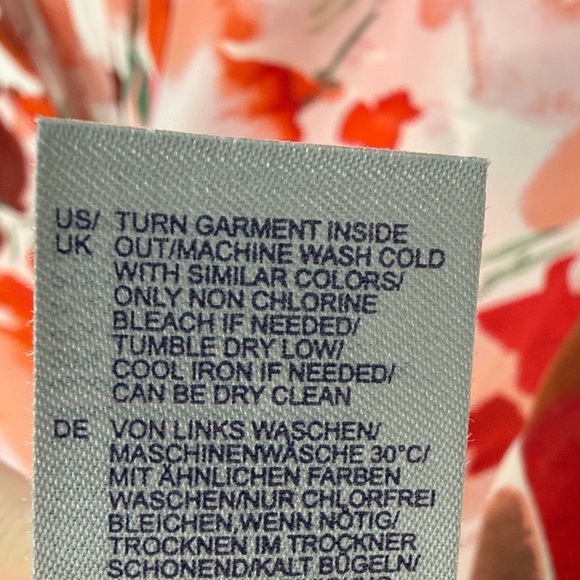 US/ TURN GARMENT INSIDE
UK OUT/MACHINE WASH COLD
WITH SIMILAR COLORS/
ONLY NON CHLORINE
BLEACH IF NEEDED/
TUMBLE DRY LOW/
COOL IRON IF NEEDED/
CAN BE DRY CLEAN
DE VON LINKS WASCHEN/
MASCHINENWÄSCHE 30°C/
MIT ÄHNLICHEN FARBEN
WASCHEN/NUR CHLORFREI
BLEICHEN, WENN NÖTIG/
TROCKNEN IM TROCKNER
SCHONEND/KALT BÜGELN/